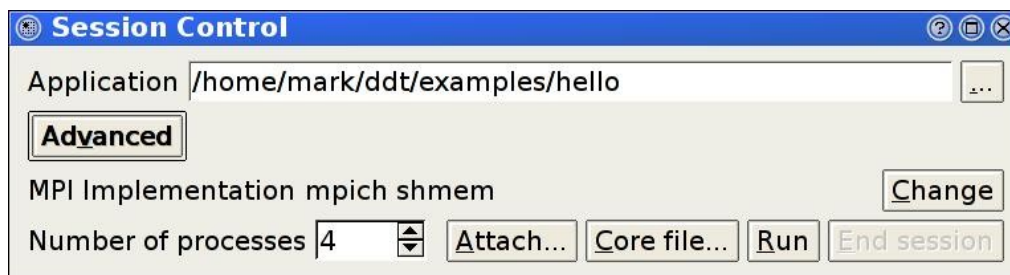 Session Control
Application /home/mark/ddt/examples/hello ...
Advanced
MPI Implementation mpich shmem Change
Number of processes 4 Attach... Core file... Run End session